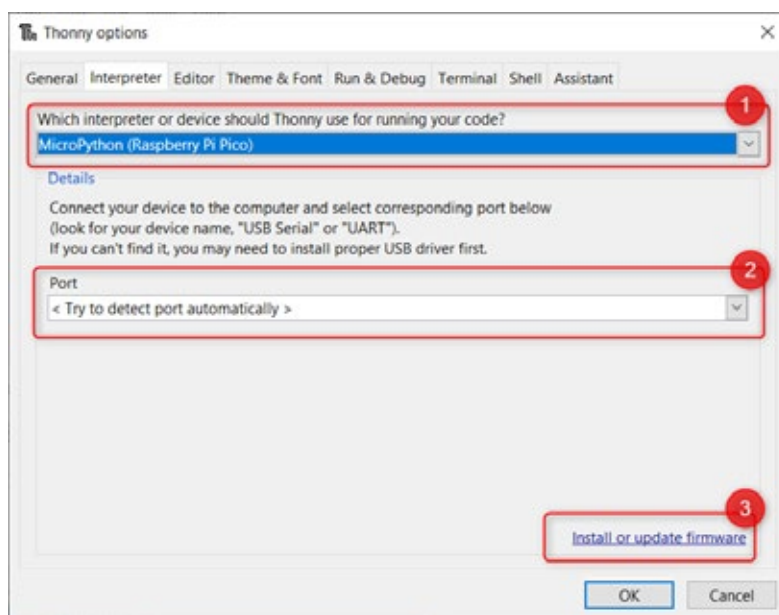 Thonny options
General Interpreter Editor Theme & Font Run & Debug Terminal Shell Assistant
1
Which interpreter or device should Thonny use for running your code?
MicroPython (Raspberry Pi Pico)
Details
Connect your device to the computer and select corresponding port below
(look for your device name, "USB Serial" or "UART").
If you can't find it, you may need to install proper USB driver first.
2
Port
< Try to detect port automatically >
3
Install or update firmware
OK Cancel